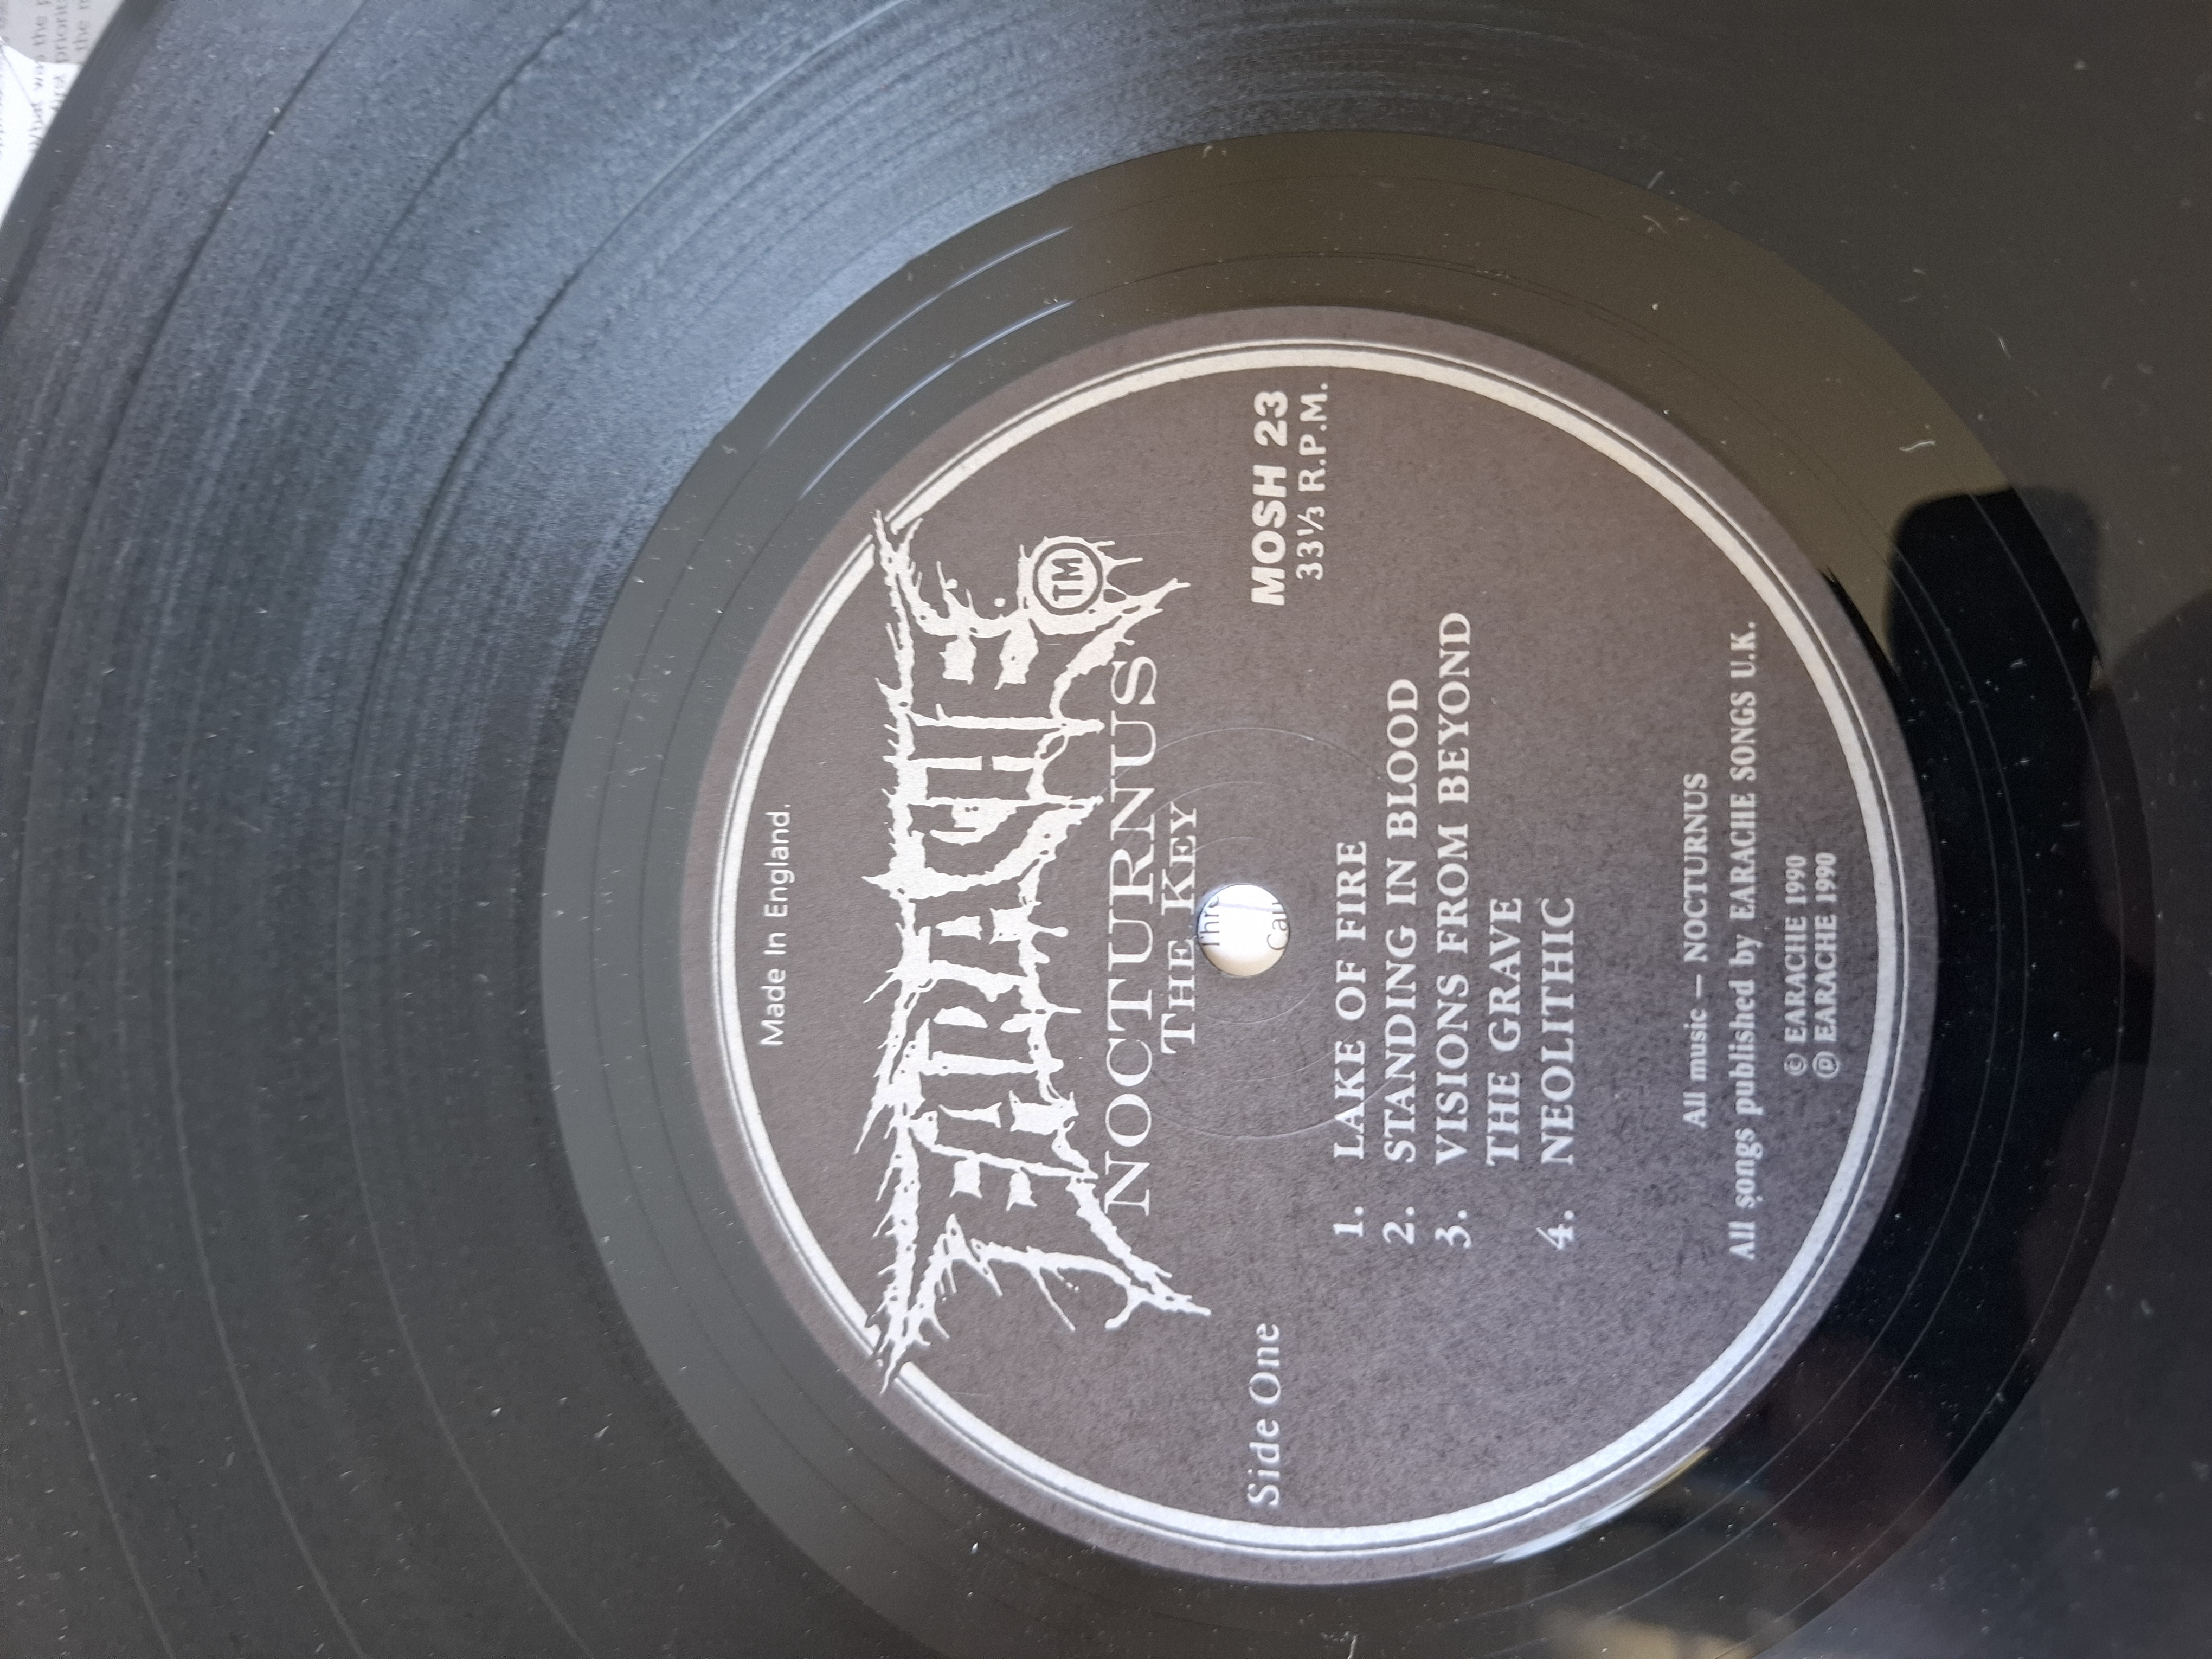 Made In England.
EARACHE TM
NOCTURNUS
THE KEY
Side One
MOSH 23
33⅓ R.P.M.
1. LAKE OF FIRE
2. STANDING IN BLOOD
3. VISIONS FROM BEYOND
THE GRAVE
4. NEOLITHIC
All music – NOCTURNUS
All songs published by EARACHE SONGS U.K.
© EARACHE 1990
℗ EARACHE 1990